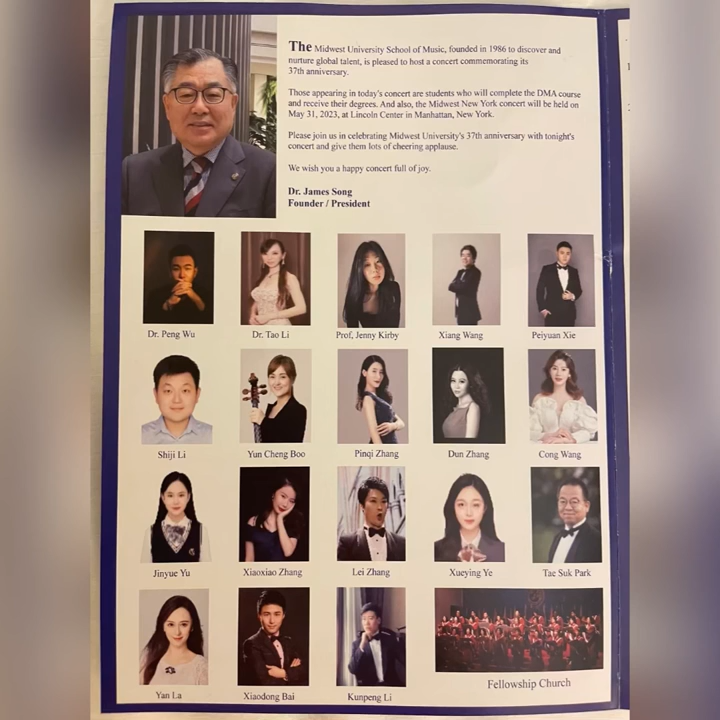 The Midwest University School of Music, founded in 1986 to discover and
nurture global talent, is pleased to host a concert commemorating its
37th anniversary.
Those appearing in today's concert are students who will complete the DMA course
and receive their degrees. And also, the Midwest New York concert will be held on
May 31, 2023, at Lincoln Center in Manhattan, New York.
Please join us in celebrating Midwest University's 37th anniversary with tonight's
concert and give them lots of cheering applause.
We wish you a happy concert full of joy.
Dr. James Song
Founder / President
Dr. Peng Wu
Dr. Tao Li
Prof, Jenny Kirby
Xiang Wang
Peiyuan Xie
Shiji Li
Yun Cheng Boo
Pinqi Zhang
Dun Zhang
Cong Wang
Jinyue Yu
Xiaoxiao Zhang
Lei Zhang
Xueying Ye
Tae Suk Park
Yan La
Xiaodong Bai
Kunpeng Li
Fellowship Church